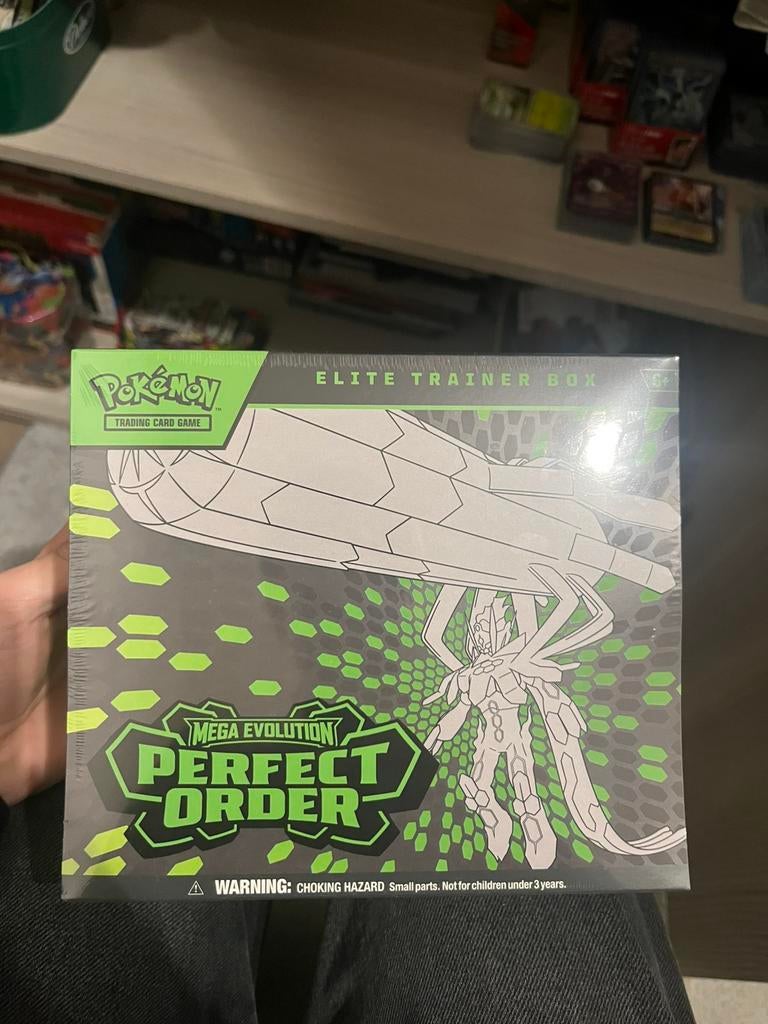 POKéMON™
TRADING CARD GAME
ELITE TRAINER BOX
6+
MEGA EVOLUTION
PERFECT
ORDER
WARNING: CHOKING HAZARD Small parts. Not for children under 3 years.